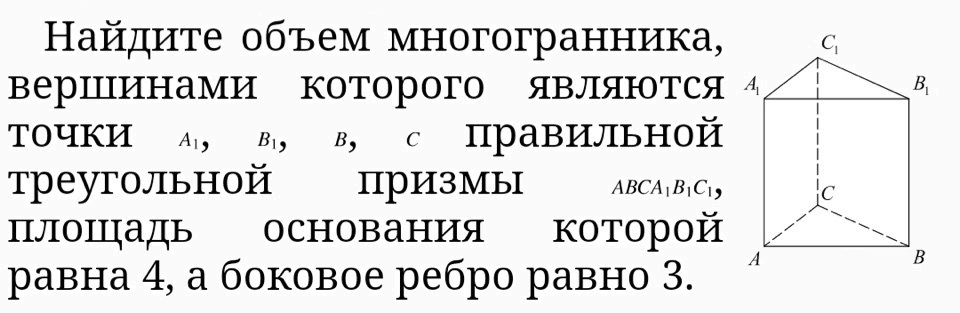 Найдите объем многогранника,
вершинами которого являются
точки A₁, B₁, B, C правильной
треугольной призмы ABCA₁B₁C₁,
площадь основания которой
равна 4, а боковое ребро равно 3.
C₁
A₁
B₁
C
A
B